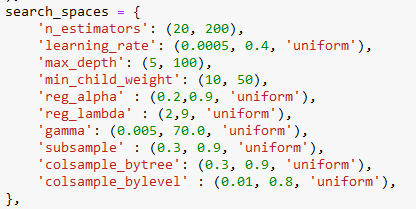 search_spaces = {
'n_estimators': (20, 200),
'learning_rate': (0.0005, 0.4, 'uniform'),
'max_depth': (5, 100),
'min_child_weight': (10, 50),
'reg_alpha' : (0.2,0.9, 'uniform'),
'reg_lambda' : (2,9, 'uniform'),
'gamma': (0.005, 70.0, 'uniform'),
'subsample' : (0.3, 0.9, 'uniform'),
'colsample_bytree': (0.3, 0.9, 'uniform'),
'colsample_bylevel' : (0.01, 0.8, 'uniform'),
},